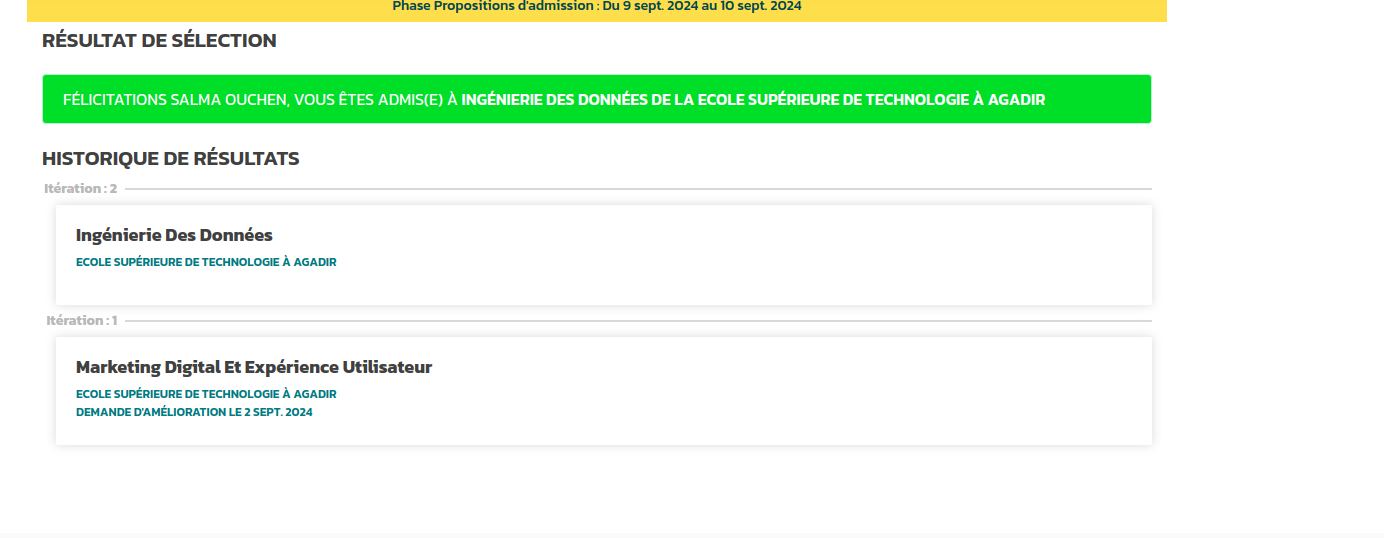 Phase Propositions d'admission : Du 9 sept. 2024 au 10 sept. 2024
RÉSULTAT DE SÉLECTION
FÉLICITATIONS SALMA OUCHEN, VOUS ÊTES ADMIS(E) À INGÉNIERIE DES DONNÉES DE LA ECOLE SUPÉRIEURE DE TECHNOLOGIE À AGADIR
HISTORIQUE DE RÉSULTATS
Itération : 2
Ingénierie Des Données
ECOLE SUPÉRIEURE DE TECHNOLOGIE À AGADIR
Itération : 1
Marketing Digital Et Expérience Utilisateur
ECOLE SUPÉRIEURE DE TECHNOLOGIE À AGADIR
DEMANDE D'AMÉLIORATION LE 2 SEPT. 2024